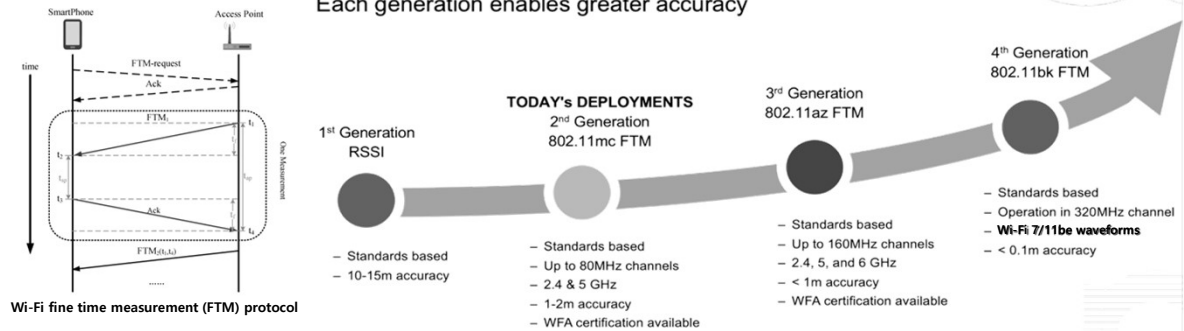 Each generation enables greater accuracy
SmartPhone
Access Point
time
FTM-request
Ack
FTM₁
t₁
t₂
t₃
Ack
t₄
One Measurement
FTM₂(t₁,t₄)
......
Wi-Fi fine time measurement (FTM) protocol
1st Generation
RSSI
– Standards based
– 10-15m accuracy
TODAY's DEPLOYMENTS
2nd Generation
802.11mc FTM
– Standards based
– Up to 80MHz channels
– 2.4 & 5 GHz
– 1-2m accuracy
– WFA certification available
3rd Generation
802.11az FTM
– Standards based
– Up to 160MHz channels
– 2.4, 5, and 6 GHz
– < 1m accuracy
– WFA certification available
4th Generation
802.11bk FTM
– Standards based
– Operation in 320MHz channel
– Wi-Fi 7/11be waveforms
– < 0.1m accuracy